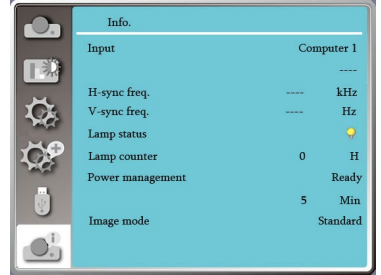 Info.
Input Computer 1
----
H-sync freq. ---- kHz
V-sync freq. ---- Hz
Lamp status
Lamp counter 0 H
Power management Ready
5 Min
Image mode Standard